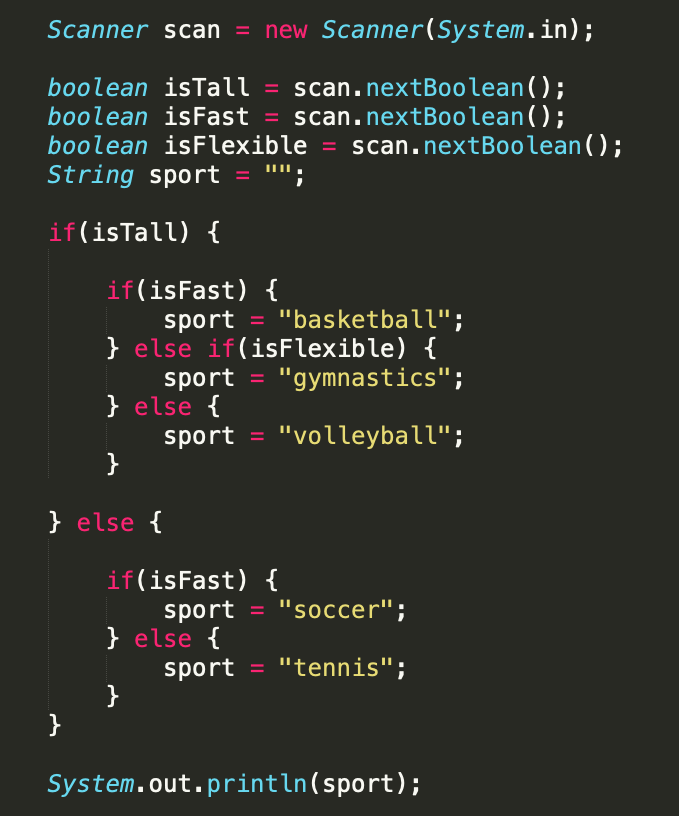 Scanner scan = new Scanner(System.in);

boolean isTall = scan.nextBoolean();
boolean isFast = scan.nextBoolean();
boolean isFlexible = scan.nextBoolean();
String sport = "";

if(isTall) {

    if(isFast) {
        sport = "basketball";
    } else if(isFlexible) {
        sport = "gymnastics";
    } else {
        sport = "volleyball";
    }

} else {

    if(isFast) {
        sport = "soccer";
    } else {
        sport = "tennis";
    }
}

System.out.println(sport);